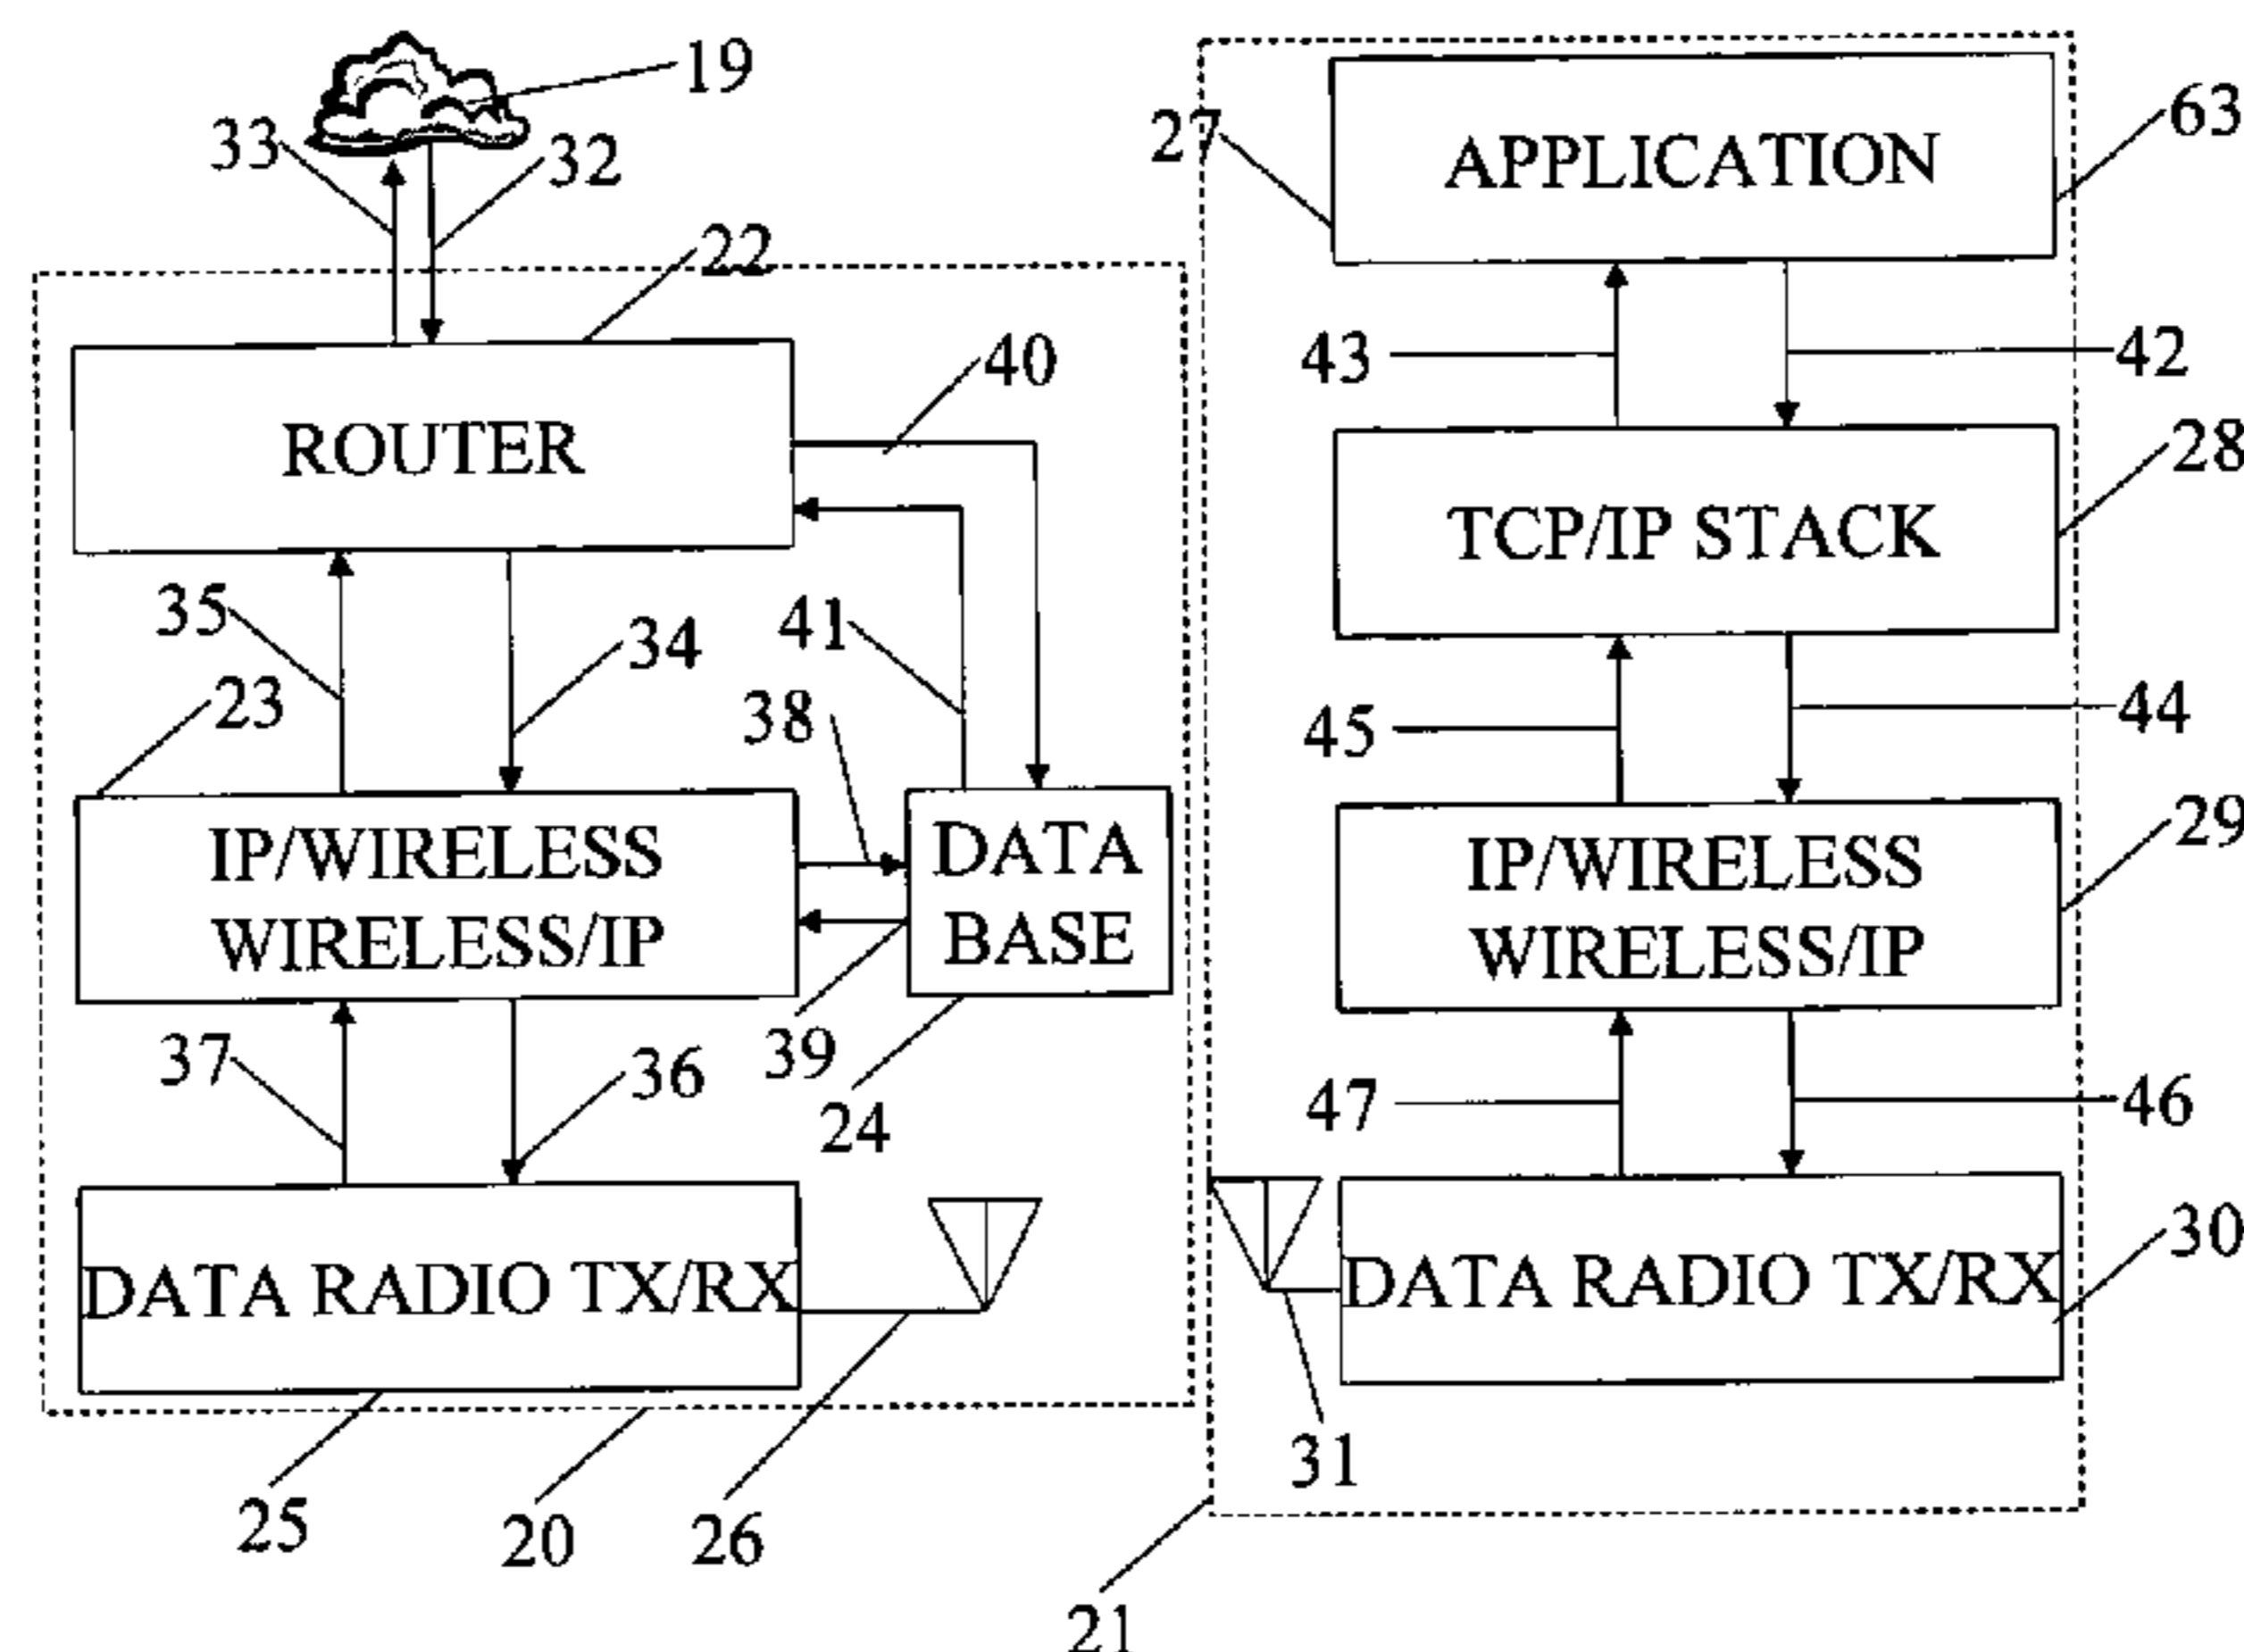 19
33
32
22
ROUTER
40
35
34
41
38
23
IP/WIRELESS
WIRELESS/IP
DATA
BASE
37
36
39
24
DATA RADIO TX/RX
25
20
26
27
APPLICATION
63
43
42
28
TCP/IP STACK
45
44
29
IP/WIRELESS
WIRELESS/IP
47
46
30
DATA RADIO TX/RX
31
21